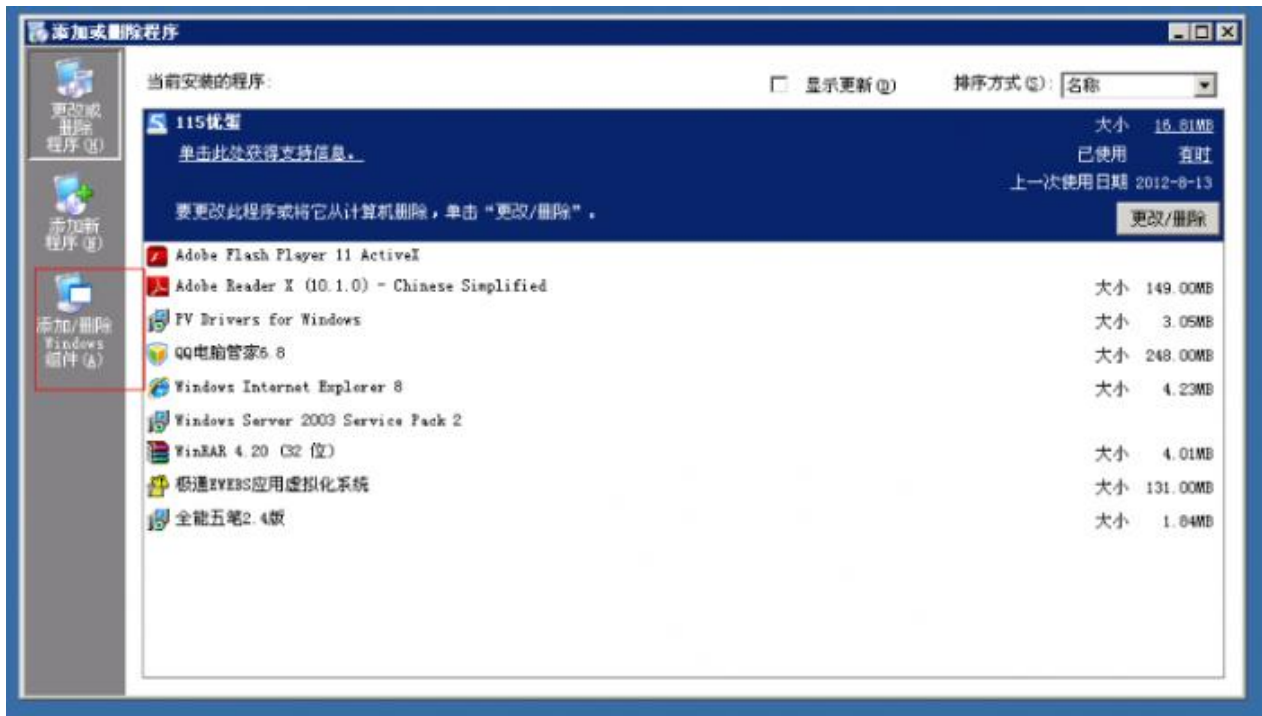 添加或删除程序
更改或
删除
程序(H)
添加新
程序(N)
添加/删除
Windows
组件(A)
当前安装的程序:
显示更新(D)
排序方式(S):
名称
115优蛋
大小 16.81MB
单击此处获得支持信息。
已使用 有时
上一次使用日期 2012-8-13
要更改此程序或将它从计算机删除，单击“更改/删除”。
更改/删除
Adobe Flash Player 11 ActiveX
Adobe Reader X (10.1.0) - Chinese Simplified 大小 149.00MB
PV Drivers for Windows 大小 3.05MB
QQ电脑管家6.8 大小 248.00MB
Windows Internet Explorer 8 大小 4.23MB
Windows Server 2003 Service Pack 2
WinRAR 4.20 (32 位) 大小 4.01MB
极通EWEBS应用虚拟化系统 大小 131.00MB
全能五笔2.4版 大小 1.84MB